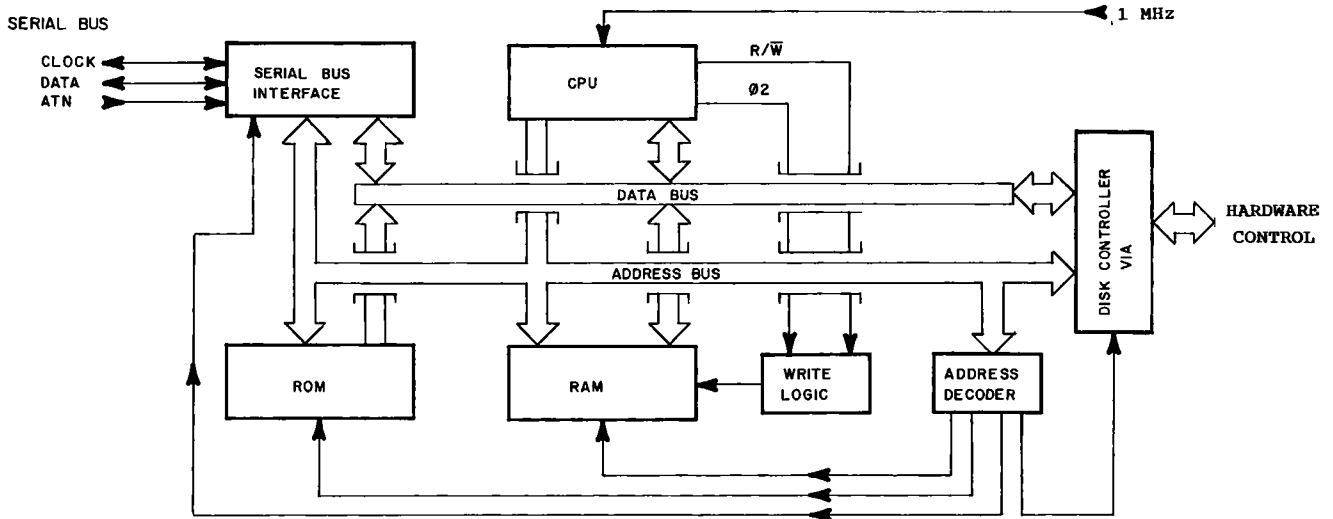 SERIAL BUS
1 MHz
CLOCK
DATA
ATN
SERIAL BUS
INTERFACE
CPU
R/W̅
Ø2
DATA BUS
ADDRESS BUS
DISK CONTROLLER
VIA
HARDWARE
CONTROL
ROM
RAM
WRITE
LOGIC
ADDRESS
DECODER